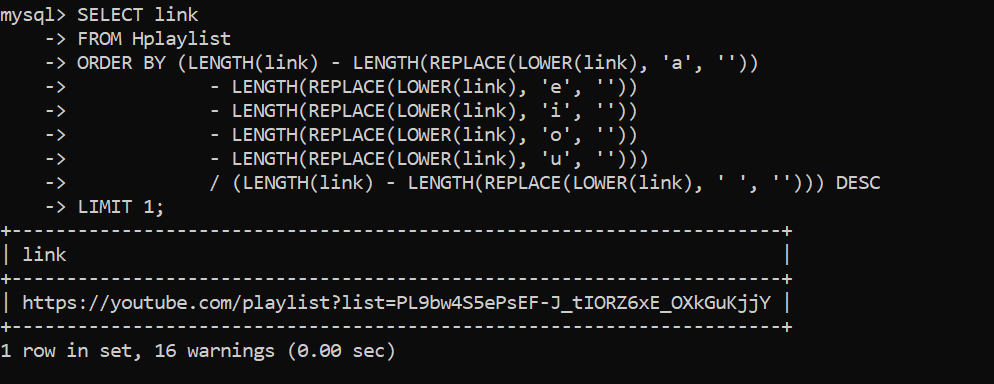 mysql> SELECT link
    -> FROM Hplaylist
    -> ORDER BY (LENGTH(link) - LENGTH(REPLACE(LOWER(link), 'a', ''))
    ->             - LENGTH(REPLACE(LOWER(link), 'e', ''))
    ->             - LENGTH(REPLACE(LOWER(link), 'i', ''))
    ->             - LENGTH(REPLACE(LOWER(link), 'o', ''))
    ->             - LENGTH(REPLACE(LOWER(link), 'u', '')))
    ->             / (LENGTH(link) - LENGTH(REPLACE(LOWER(link), ' ', ''))) DESC
    -> LIMIT 1;
+----------------------------------------------------------------------+
| link                                                                 |
+----------------------------------------------------------------------+
| https://youtube.com/playlist?list=PL9bw4S5ePsEF-J_tIORZ6xE_OXkGuKjjY |
+----------------------------------------------------------------------+
1 row in set, 16 warnings (0.00 sec)